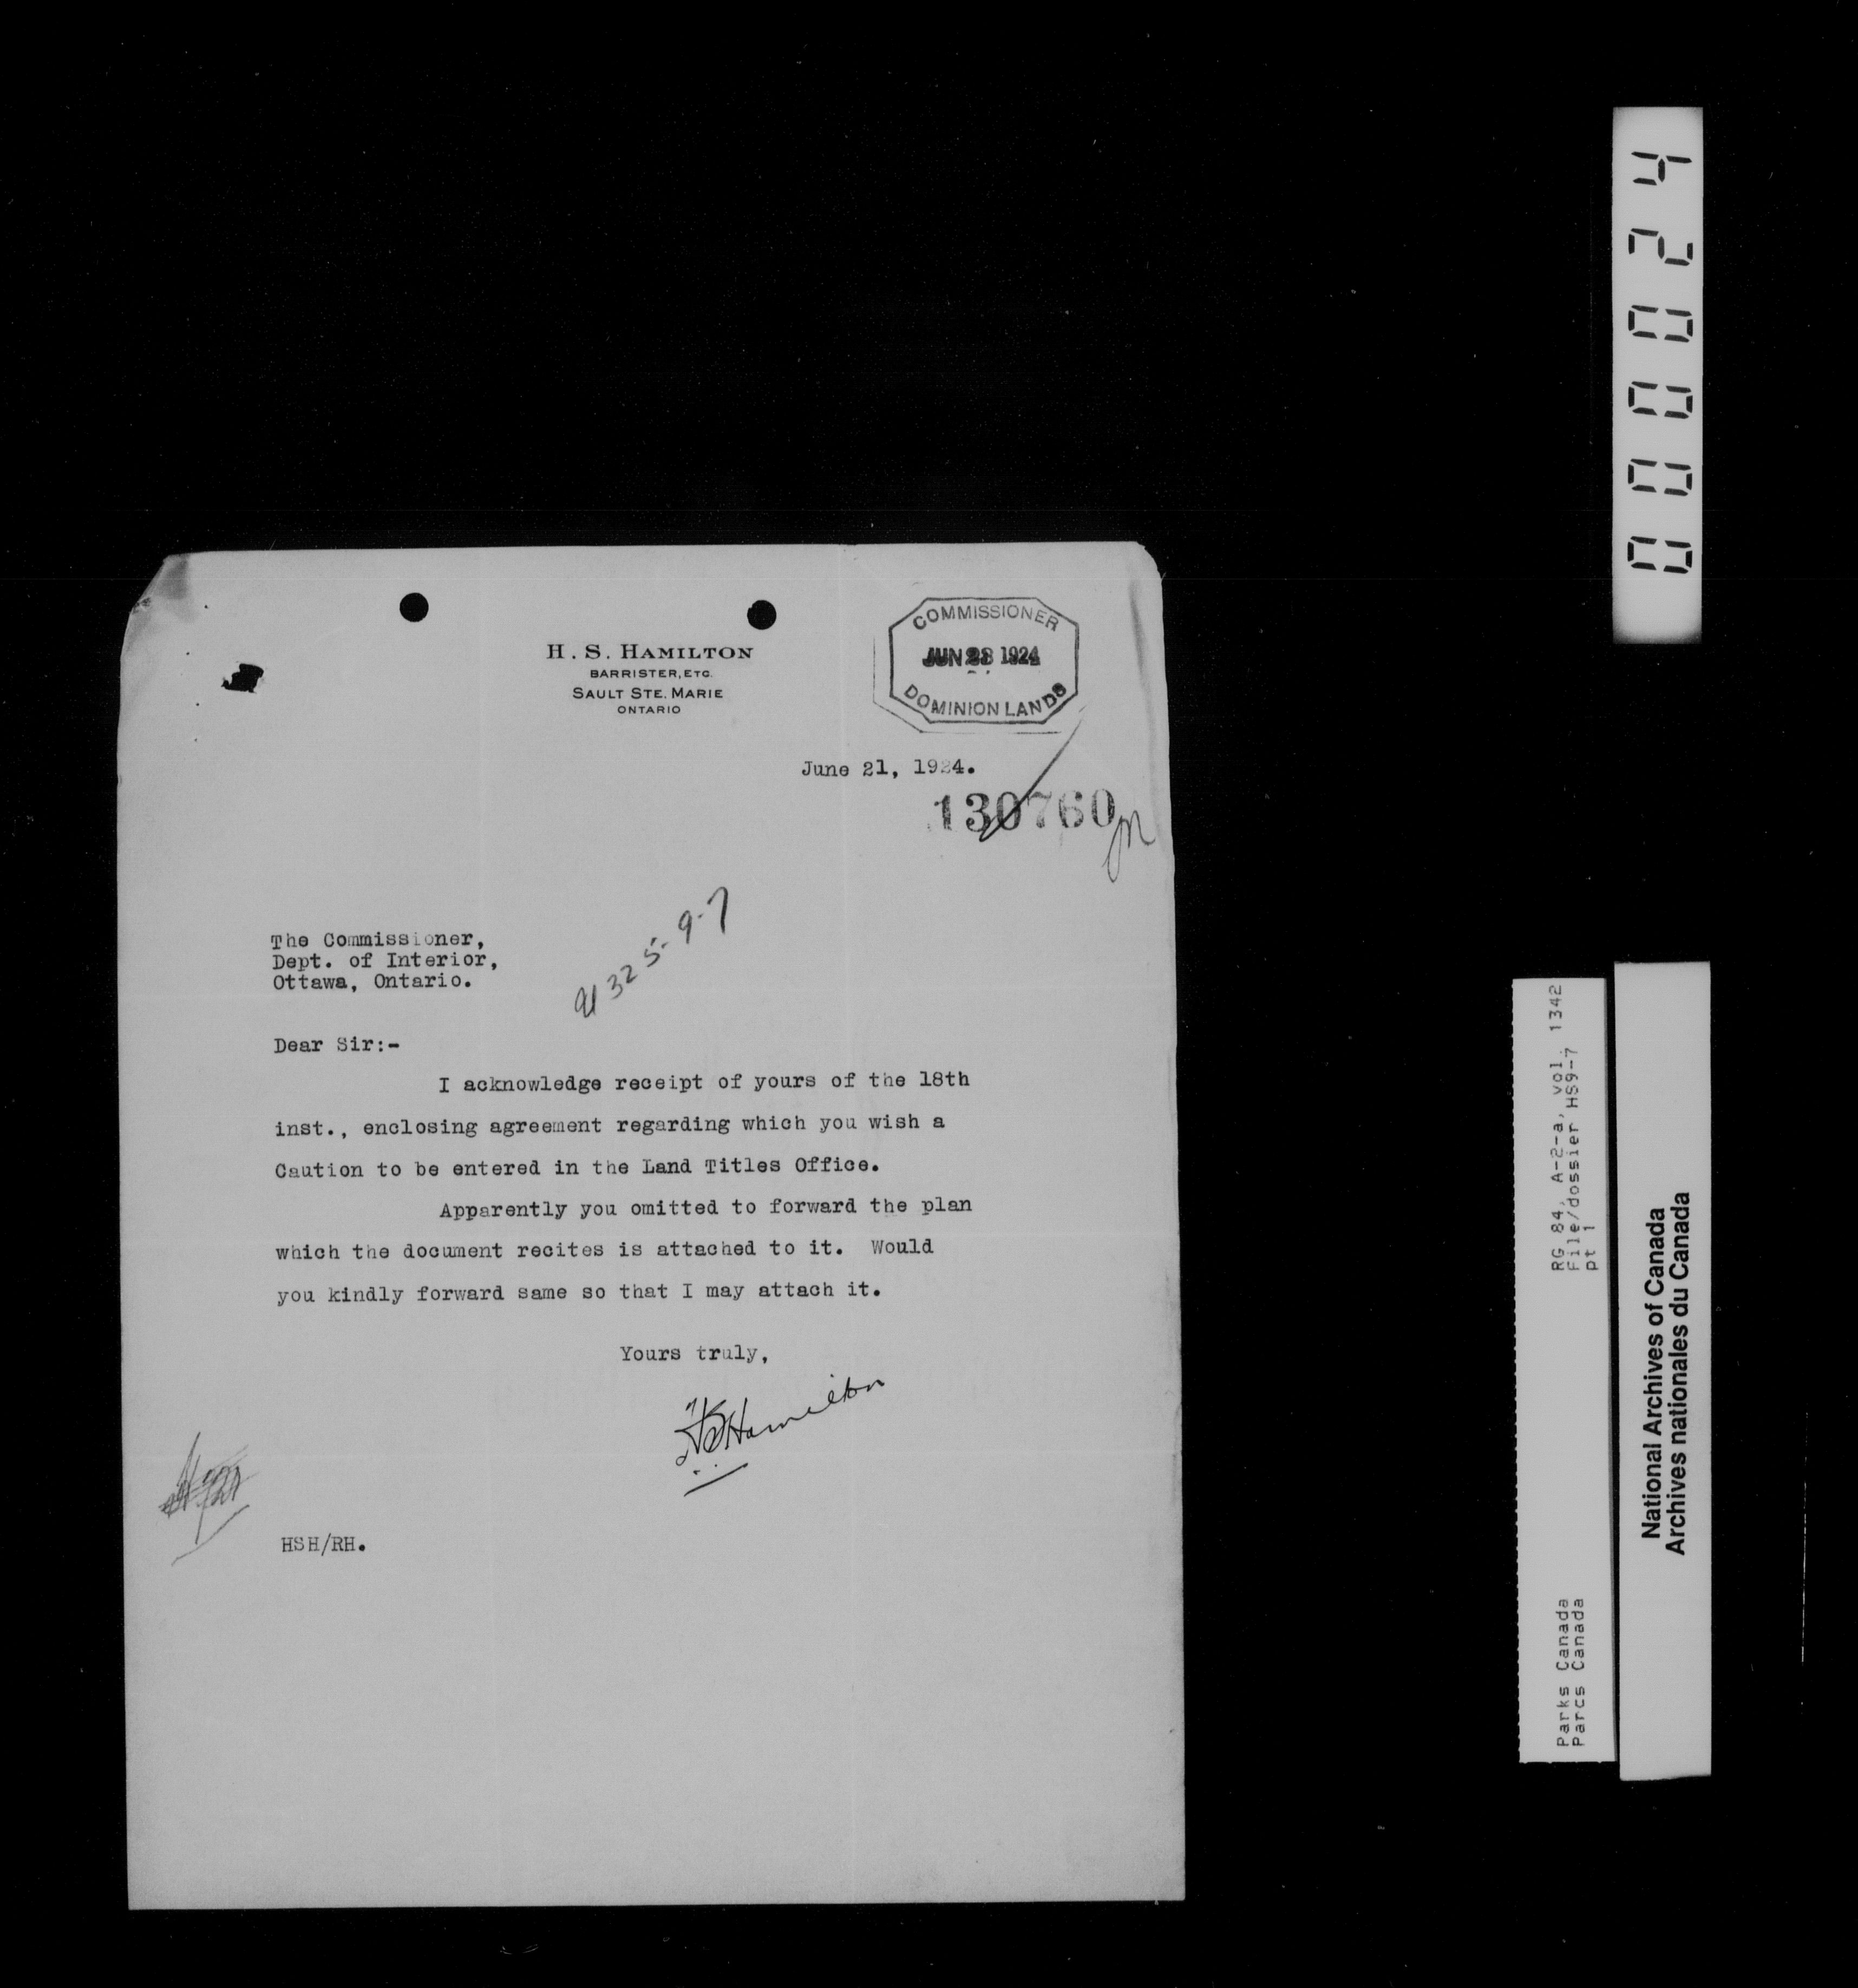 H. S. HAMILTON
BARRISTER, ETC.
SAULT STE. MARIE
ONTARIO
COMMISSIONER
JUN 23 1924
DOMINION LANDS
June 21, 1924.
130760
The Commissioner,
Dept. of Interior,
Ottawa, Ontario.
Dear Sir:-
I acknowledge receipt of yours of the 18th
inst., enclosing agreement regarding which you wish a
Caution to be entered in the Land Titles Office.
Apparently you omitted to forward the plan
which the document recites is attached to it. Would
you kindly forward same so that I may attach it.
Yours truly,
HS Hamilton
HSH/RH.
000024
RG 84, A-2-a, vol. 1342
File/dossier HS9-7
pt 1
Parks Canada
Parcs Canada
National Archives of Canada
Archives nationales du Canada